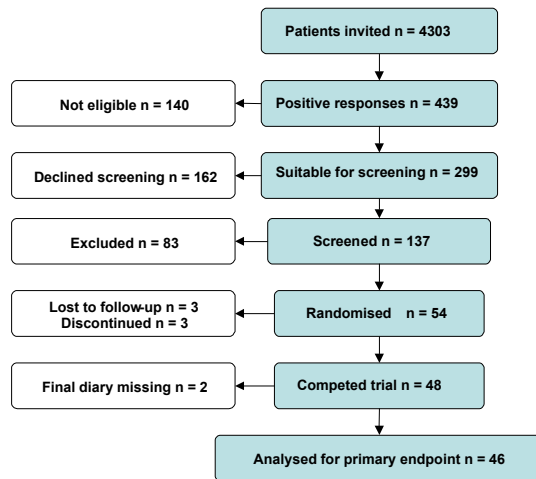 Patients invited n = 4303
Not eligible n = 140
Positive responses n = 439
Declined screening n = 162
Suitable for screening n = 299
Excluded n = 83
Screened n = 137
Lost to follow-up n = 3
Discontinued n = 3
Randomised n = 54
Final diary missing n = 2
Competed trial n = 48
Analysed for primary endpoint n = 46